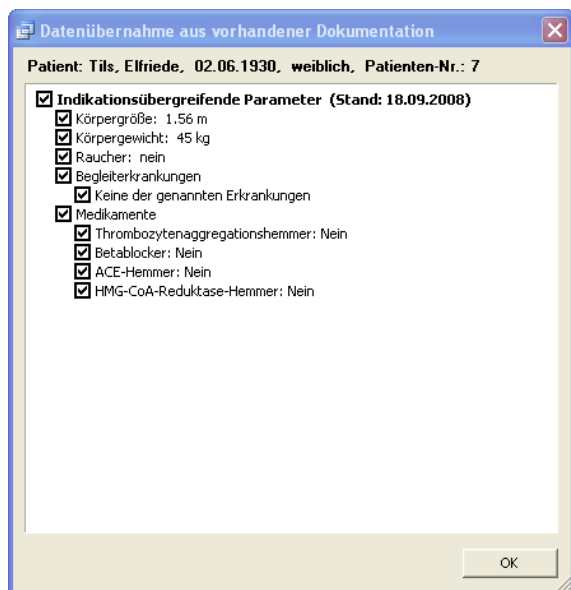 Datenübernahme aus vorhandener Dokumentation
Patient: Tils, Elfriede, 02.06.1930, weiblich, Patienten-Nr.: 7
Indikationsübergreifende Parameter (Stand: 18.09.2008)
Körpergröße: 1.56 m
Körpergewicht: 45 kg
Raucher: nein
Begleiterkrankungen
Keine der genannten Erkrankungen
Medikamente
Thrombozytenaggregationshemmer: Nein
Betablocker: Nein
ACE-Hemmer: Nein
HMG-CoA-Reduktase-Hemmer: Nein
OK